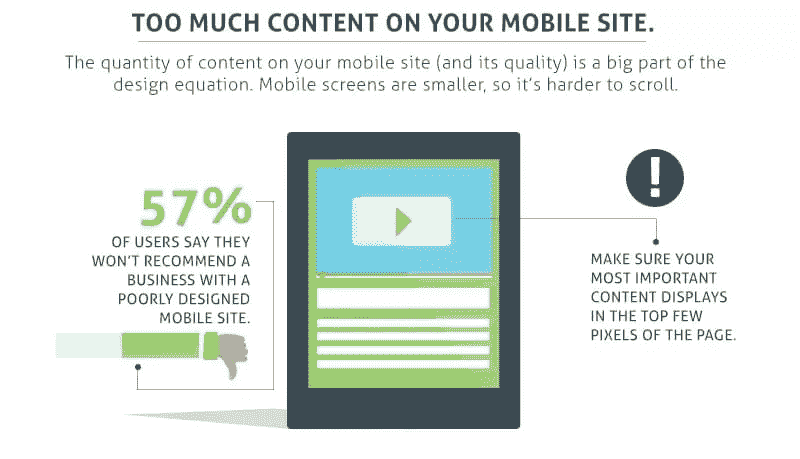 TOO MUCH CONTENT ON YOUR MOBILE SITE.
The quantity of content on your mobile site (and its quality) is a big part of the
design equation. Mobile screens are smaller, so it's harder to scroll.
57%
OF USERS SAY THEY
WON'T RECOMMEND A
BUSINESS WITH A
POORLY DESIGNED
MOBILE SITE.
!
MAKE SURE YOUR
MOST IMPORTANT
CONTENT DISPLAYS
IN THE TOP FEW
PIXELS OF THE PAGE.